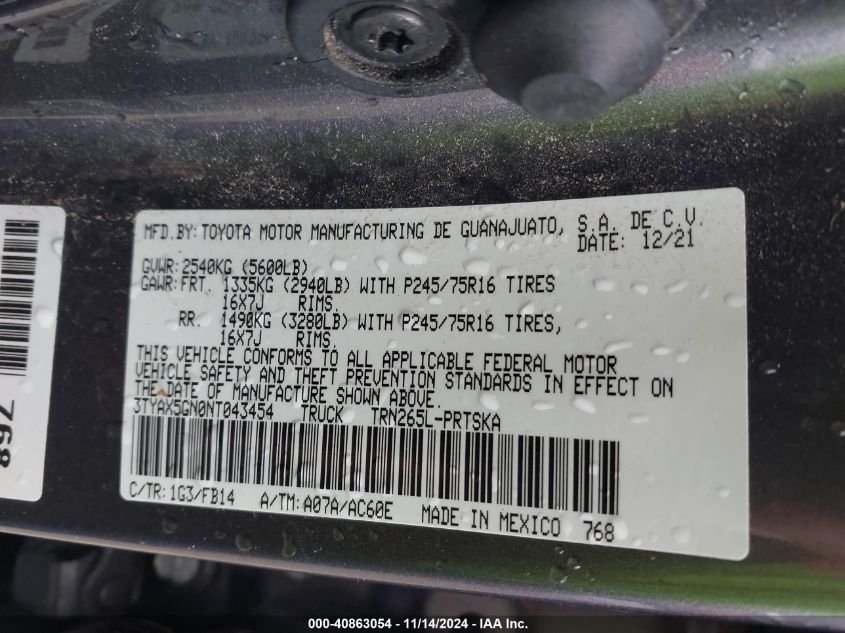 MFD.BY:TOYOTA MOTOR MANUFACTURING DE GUANAJUATO, S.A. DE C.V.
DATE: 12/21
GVWR:2540KG (5600LB)
GAWR:FRT. 1335KG (2940LB) WITH P245/75R16 TIRES
16X7J RIMS,
RR. 1490KG (3280LB) WITH P245/75R16 TIRES,
16X7J RIMS.
THIS VEHICLE CONFORMS TO ALL APPLICABLE FEDERAL MOTOR
VEHICLE SAFETY AND THEFT PREVENTION STANDARDS IN EFFECT ON
THE DATE OF MANUFACTURE SHOWN ABOVE.
3TYAX5GN0NT043454 TRUCK TRN265L-PRTSKA
C/TR:1G3/FB14 A/TM:A07A/AC60E MADE IN MEXICO 768
892
000-40863054 - 11/14/2024 - IAA Inc.